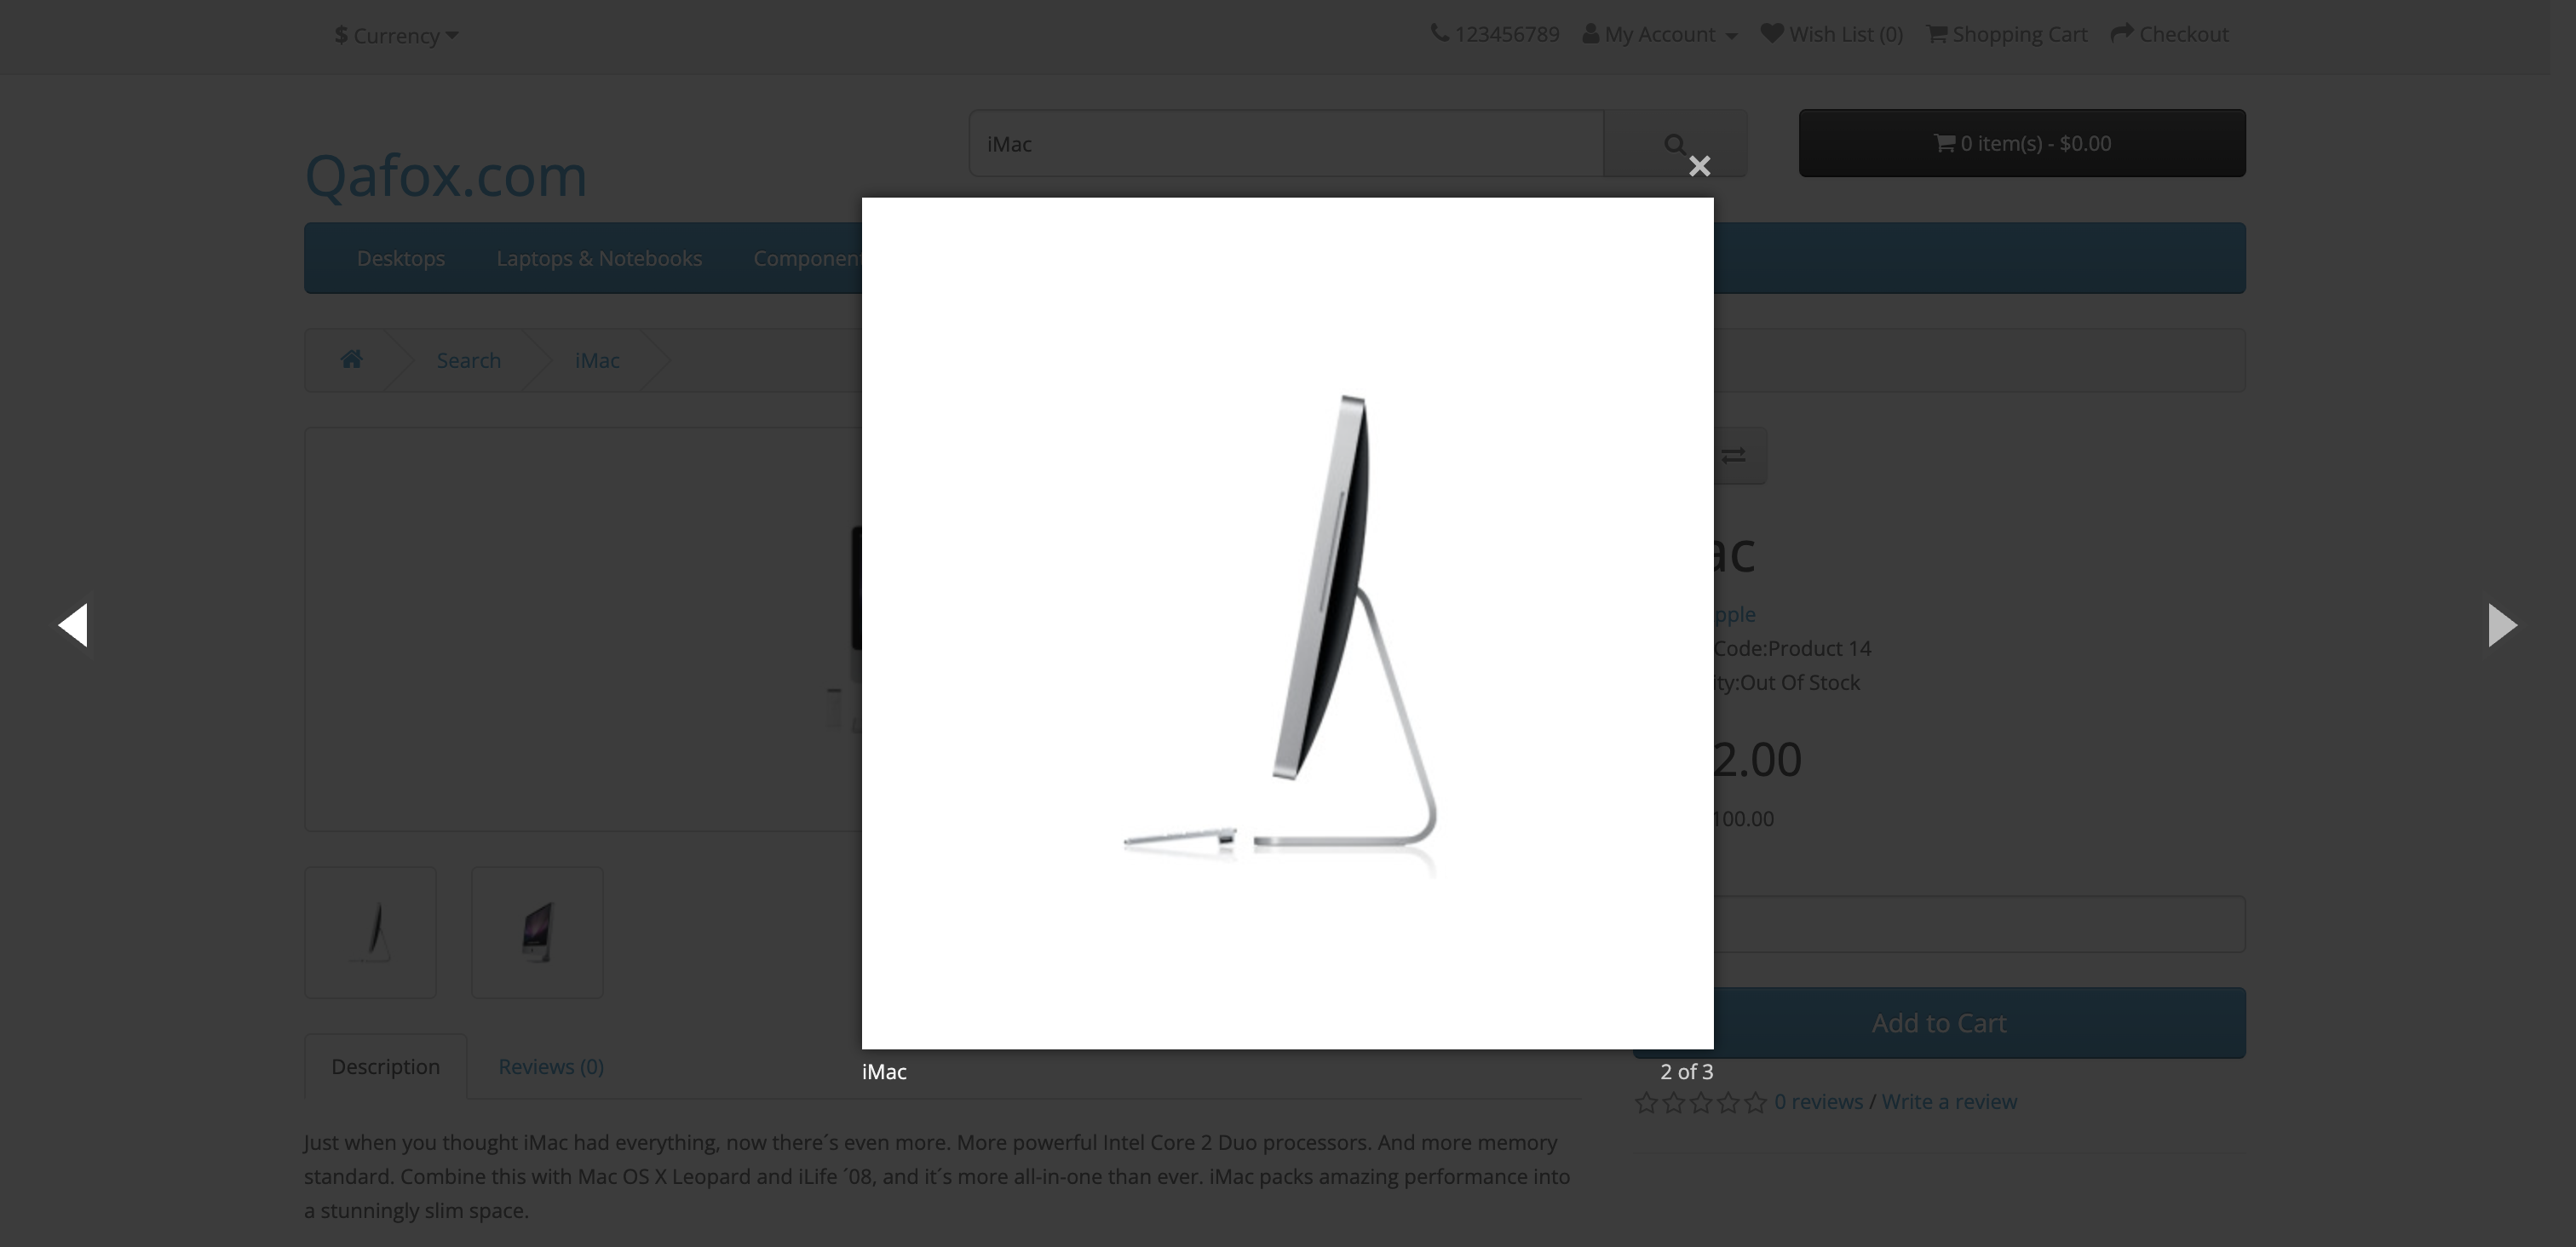 $ Currency
123456789 My Account Wish List (0) Shopping Cart Checkout
iMac
0 item(s) - $0.00
Qafox.com
Desktops Laptops & Notebooks
Search iMac
Code:Product 14
Out Of Stock
2.00
100.00
Add to Cart
iMac 2 of 3
Description Reviews (0)
0 reviews / Write a review
Just when you thought iMac had everything, now there´s even more. More powerful Intel Core 2 Duo processors. And more memory
standard. Combine this with Mac OS X Leopard and iLife ´08, and it´s more all-in-one than ever. iMac packs amazing performance into
a stunningly slim space.